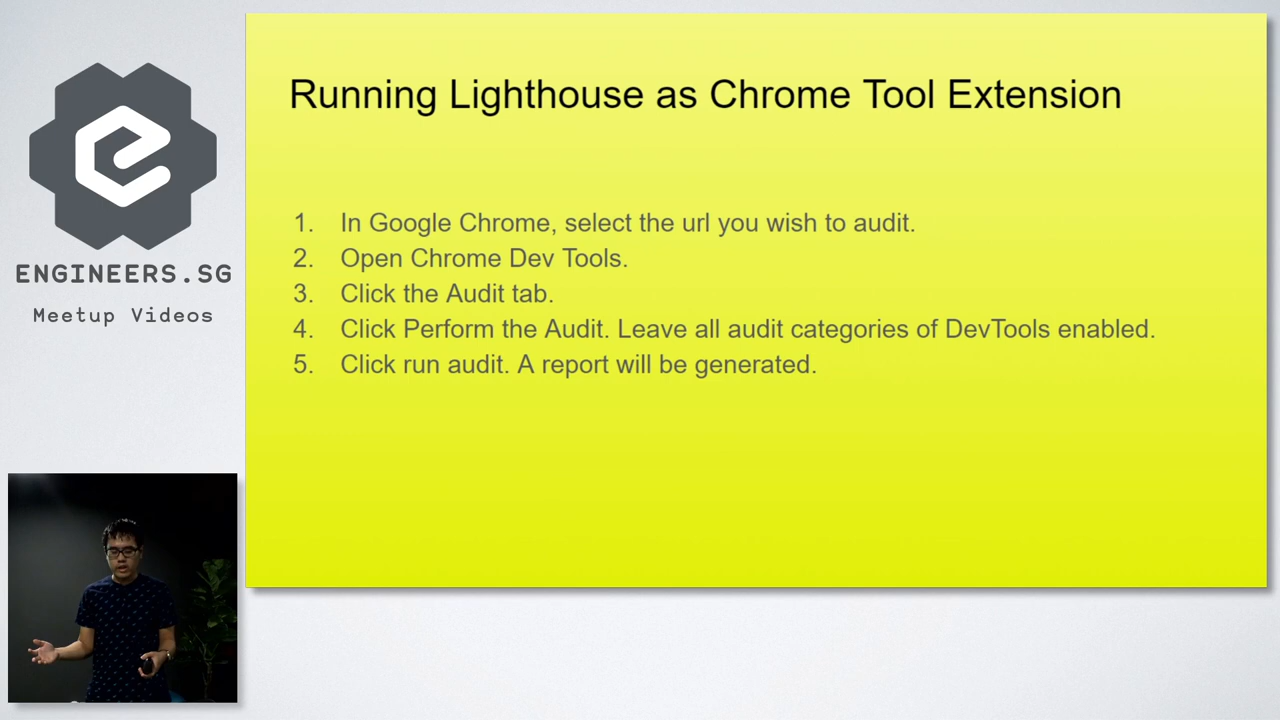 ENGINEERS.SG
Meetup Videos
Running Lighthouse as Chrome Tool Extension
1. In Google Chrome, select the url you wish to audit.
2. Open Chrome Dev Tools.
3. Click the Audit tab.
4. Click Perform the Audit. Leave all audit categories of DevTools enabled.
5. Click run audit. A report will be generated.